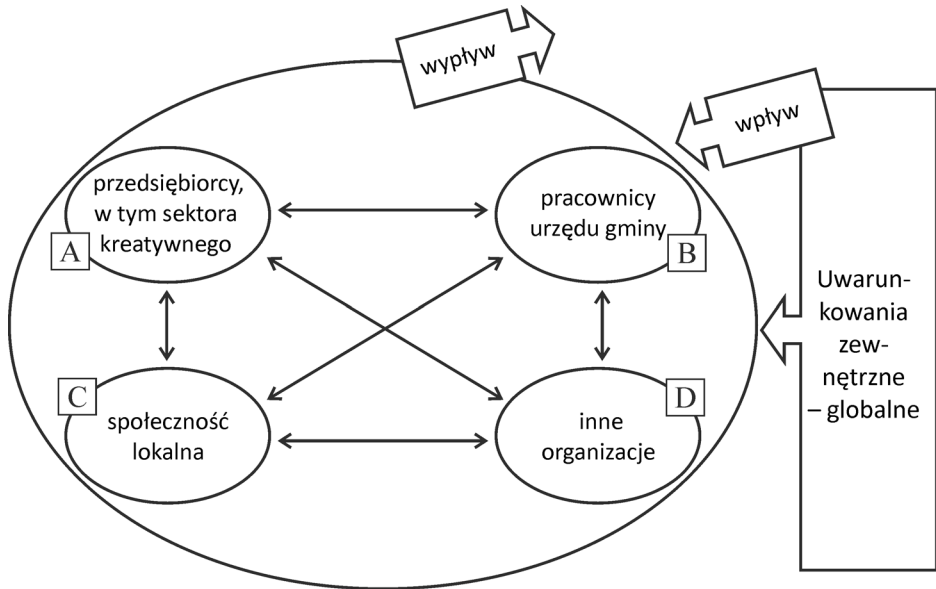 wypływ
wpływ
przedsiębiorcy,
w tym sektora
kreatywnego
A
pracownicy
urzędu gminy
B
Uwarun-
kowania
zew-
nętrzne
– globalne
C
społeczność
lokalna
D
inne
organizacje